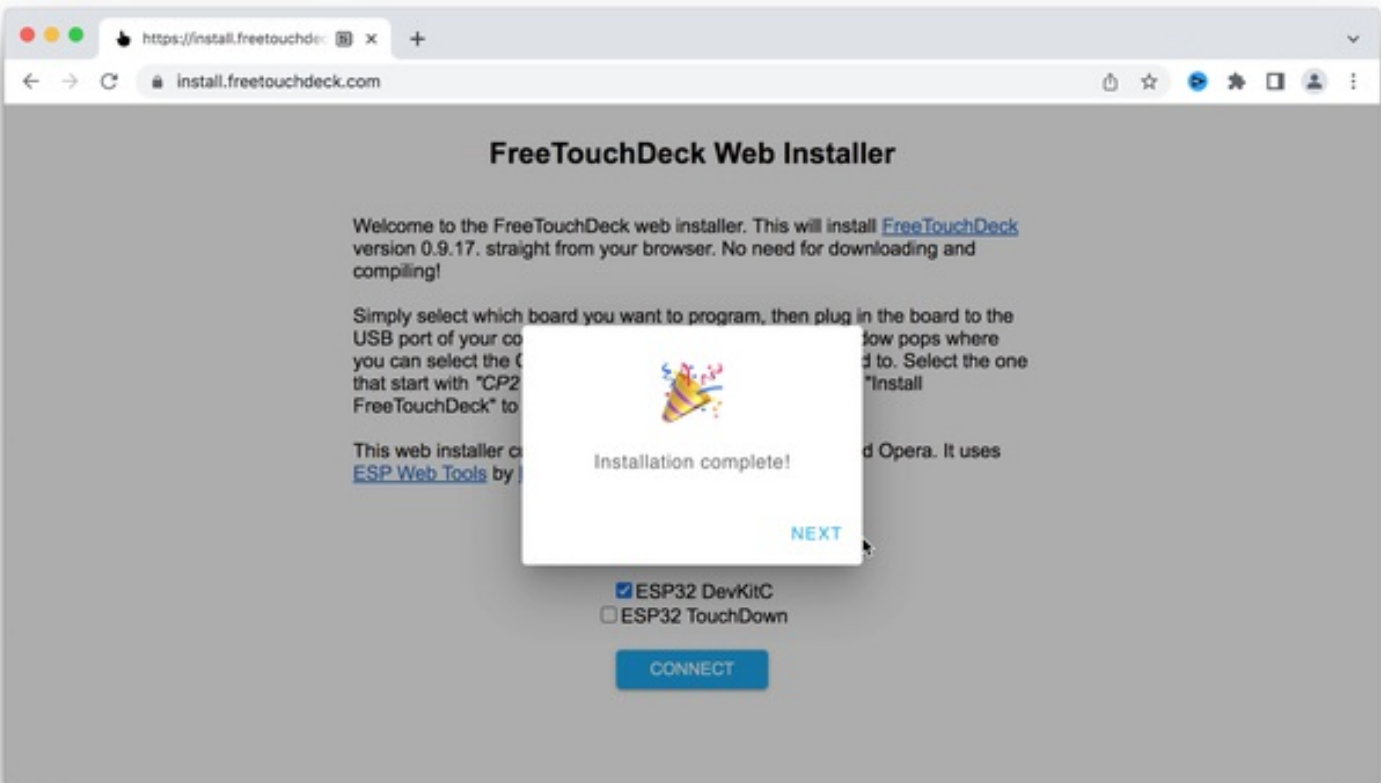 https://install.freetouchdec
install.freetouchdeck.com
FreeTouchDeck Web Installer
Welcome to the FreeTouchDeck web installer. This will install FreeTouchDeck
version 0.9.17. straight from your browser. No need for downloading and
compiling!
Simply select which board you want to program, then plug in the board to the
USB port of your dow pops where
you can select the d to. Select the one
that start with "CP2 "Install
FreeTouchDeck" to
This web installer d Opera. It uses
ESP Web Tools by
Installation complete!
NEXT
ESP32 DevKitC
ESP32 TouchDown
CONNECT